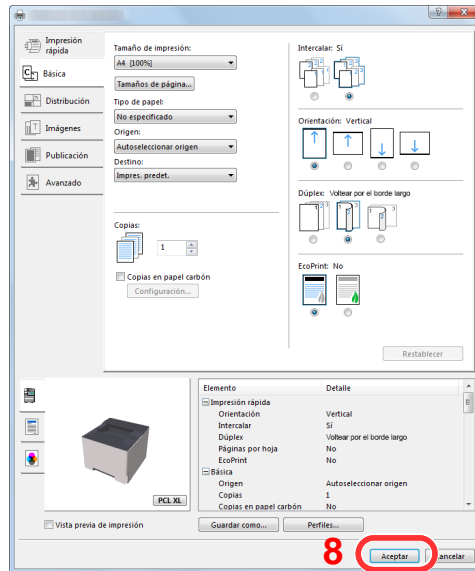 Impresión rápida
Básica
Distribución
Imágenes
Publicación
Avanzado
Tamaño de impresión:
A4 [100%]
Tamaños de página...
Tipo de papel:
No especificado
Origen:
Autoseleccionar origen
Destino:
Impres. predet.
Copias:
1
Copias en papel carbón
Configuración...
Intercalar: Sí
Orientación: Vertical
Dúplex: Voltear por el borde largo
EcoPrint: No
Restablecer
PCL XL
Vista previa de impresión
Elemento Detalle
Impresión rápida
Orientación Vertical
Intercalar Sí
Dúplex Voltear por el borde largo
Páginas por hoja No
EcoPrint No
Básica
Origen Autoseleccionar origen
Copias 1
Copias en papel carbón No
Guardar como... Perfiles...
8 Aceptar ancelar